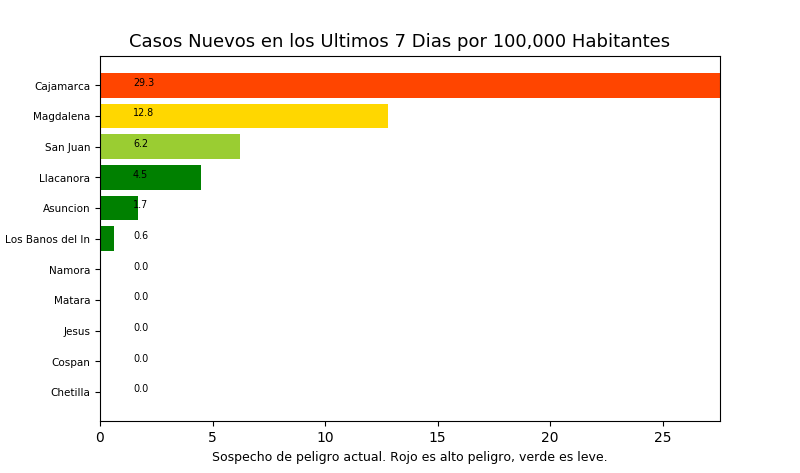 Casos Nuevos en los Ultimos 7 Dias por 100,000 Habitantes
Cajamarca 29.3
Magdalena 12.8
San Juan 6.2
Llacanora 4.5
Asuncion 1.7
Los Banos del In 0.6
Namora 0.0
Matara 0.0
Jesus 0.0
Cospan 0.0
Chetilla 0.0
0 5 10 15 20 25
Sospecho de peligro actual. Rojo es alto peligro, verde es leve.